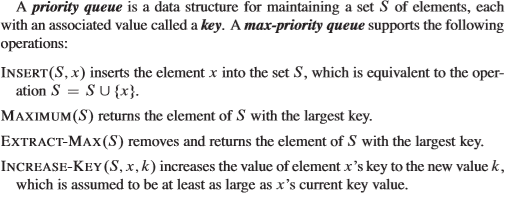 A priority queue is a data structure for maintaining a set S of elements, each
with an associated value called a key. A max-priority queue supports the following
operations:
INSERT(S, x) inserts the element x into the set S, which is equivalent to the oper-
ation S = S ∪ {x}.
MAXIMUM(S) returns the element of S with the largest key.
EXTRACT-MAX(S) removes and returns the element of S with the largest key.
INCREASE-KEY(S, x, k) increases the value of element x's key to the new value k,
which is assumed to be at least as large as x's current key value.